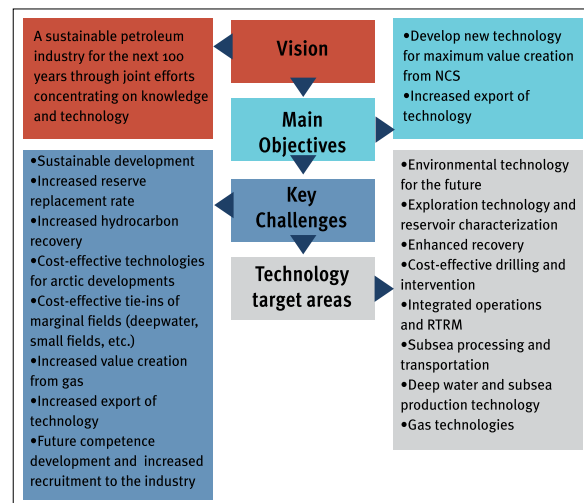 A sustainable petroleum
industry for the next 100
years through joint efforts
concentrating on knowledge
and technology
Vision
•Develop new technology
for maximum value creation
from NCS
•Increased export of
technology
Main
Objectives
•Sustainable development
•Increased reserve
replacement rate
•Increased hydrocarbon
recovery
•Cost-effective technologies
for arctic developments
•Cost-effective tie-ins of
marginal fields (deepwater,
small fields, etc.)
•Increased value creation
from gas
•Increased export of
technology
•Future competence
development and increased
recruitment to the industry
Key
Challenges
Technology
target areas
•Environmental technology
for the future
•Exploration technology and
reservoir characterization
•Enhanced recovery
•Cost-effective drilling and
intervention
•Integrated operations
and RTRM
•Subsea processing and
transportation
•Deep water and subsea
production technology
•Gas technologies